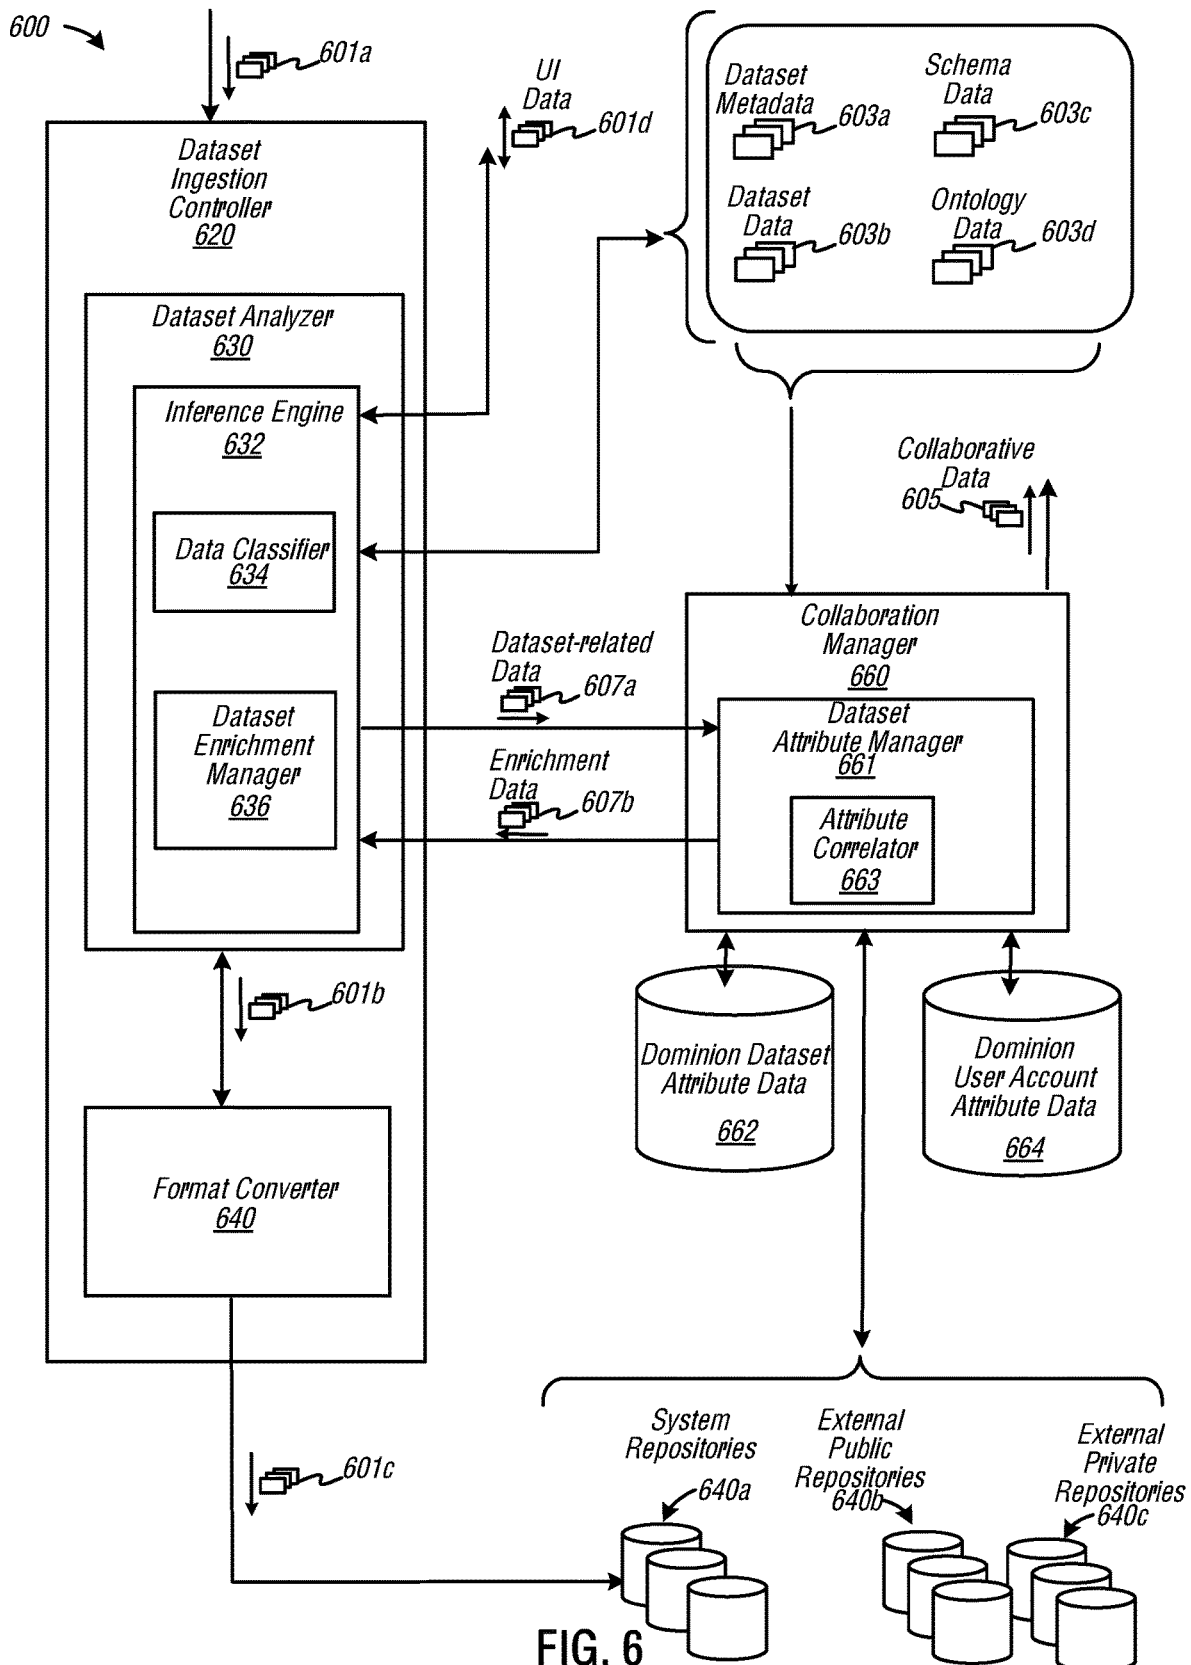 600
601a
UI
Data
601d
Dataset
Metadata
603a
Schema
Data
603c
Dataset
Data
603b
Ontology
Data
603d
Dataset
Ingestion
Controller
620
Dataset Analyzer
630
Inference Engine
632
Data Classifier
634
Dataset
Enrichment
Manager
636
Collaborative
Data
605
Dataset-related
Data
607a
Enrichment
Data
607b
Collaboration
Manager
660
Dataset
Attribute Manager
661
Attribute
Correlator
663
601b
Dominion Dataset
Attribute Data
662
Dominion
User Account
Attribute Data
664
Format Converter
640
601c
System
Repositories
640a
External
Public
Repositories
640b
External
Private
Repositories
640c
FIG. 6